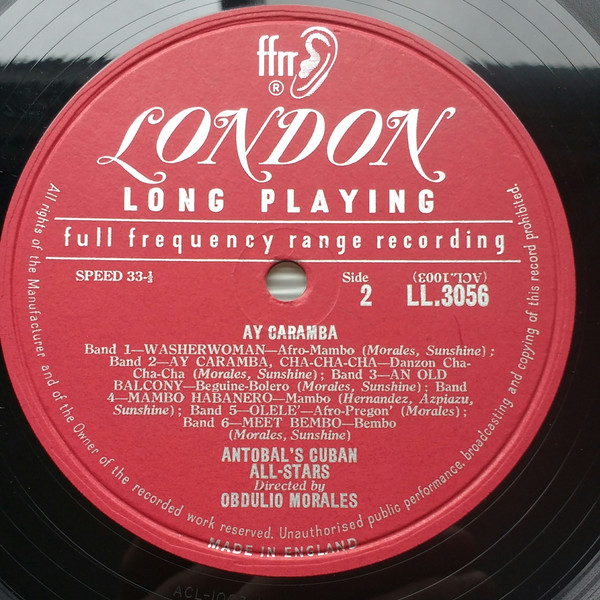 ffrr
®
LONDON
LONG PLAYING
full frequency range recording
SPEED 33-⅓
Side
2
(ACL.1003)
LL.3056
AY CARAMBA
Band 1—WASHERWOMAN—Afro-Mambo (Morales, Sunshine);
Band 2—AY CARAMBA, CHA-CHA-CHA—Danzon Cha-
Cha-Cha (Morales, Sunshine); Band 3—AN OLD
BALCONY—Beguine-Bolero (Morales, Sunshine); Band
4—MAMBO HABANERO—Mambo (Hernandez, Azpiazu,
Sunshine); Band 5—OLELE'—Afro-Pregon' (Morales);
Band 6—MEET BEMBO—Bembo
(Morales, Sunshine)
ANTOBAL'S CUBAN
ALL-STARS
Directed by
OBDULIO MORALES
All rights of the Manufacturer and of the Owner of the recorded work reserved. Unauthorised public performance, broadcasting and copying of this record prohibited.
MADE IN ENGLAND